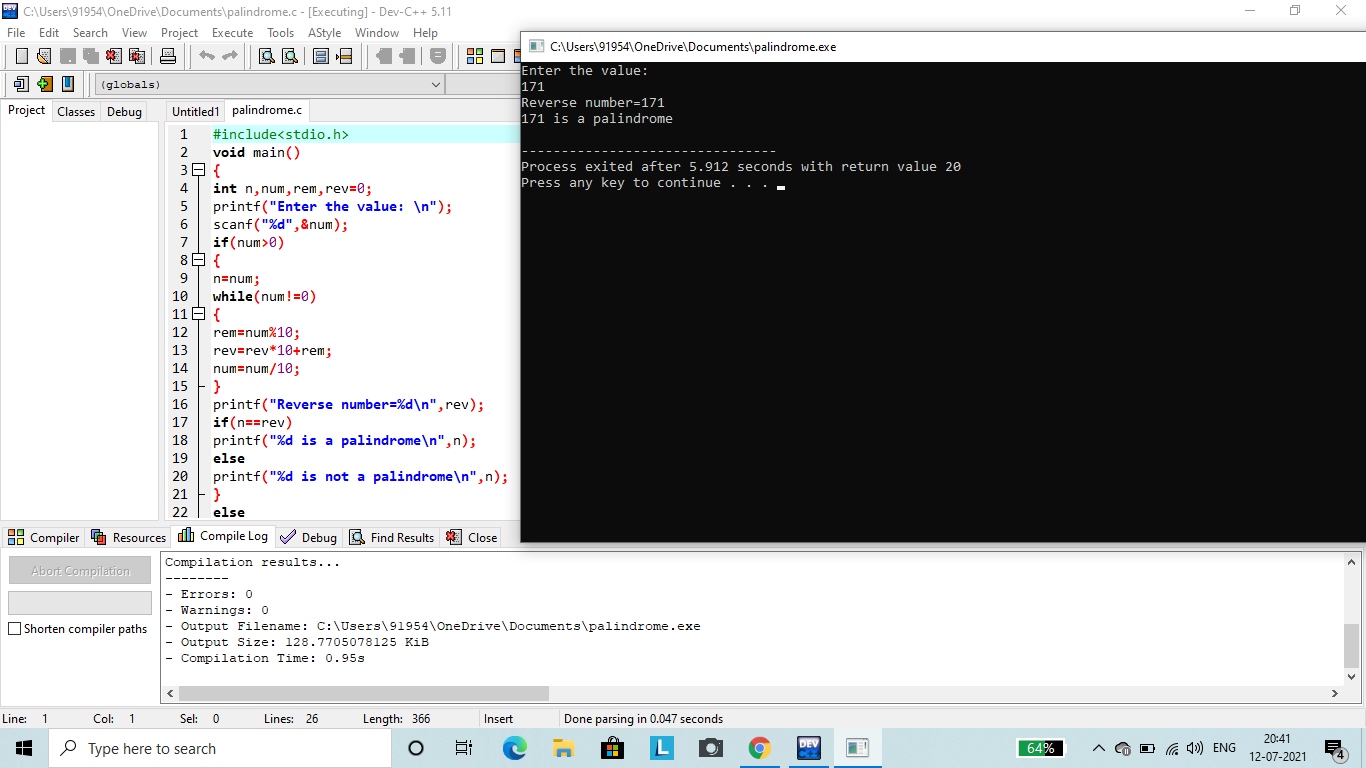 C:\Users\91954\OneDrive\Documents\palindrome.c - [Executing] - Dev-C++ 5.11
File Edit Search View Project Execute Tools AStyle Window Help
(globals)
Project Classes Debug
Untitled1 palindrome.c
1 #include<stdio.h>
2 void main()
3 {
4 int n,num,rem,rev=0;
5 printf("Enter the value: \n");
6 scanf("%d",&num);
7 if(num>0)
8 {
9 n=num;
10 while(num!=0)
11 {
12 rem=num%10;
13 rev=rev*10+rem;
14 num=num/10;
15 }
16 printf("Reverse number=%d\n",rev);
17 if(n==rev)
18 printf("%d is a palindrome\n",n);
19 else
20 printf("%d is not a palindrome\n",n);
21 }
22 else
C:\Users\91954\OneDrive\Documents\palindrome.exe
Enter the value:
171
Reverse number=171
171 is a palindrome
--------------------------------
Process exited after 5.912 seconds with return value 20
Press any key to continue . . .
Compiler Resources Compile Log Debug Find Results Close
Abort Compilation
Shorten compiler paths
Compilation results...
--------
- Errors: 0
- Warnings: 0
- Output Filename: C:\Users\91954\OneDrive\Documents\palindrome.exe
- Output Size: 128.7705078125 KiB
- Compilation Time: 0.95s
Line: 1 Col: 1 Sel: 0 Lines: 26 Length: 366 Insert Done parsing in 0.047 seconds
Type here to search
L
DEV C++
64%
ENG
20:41
12-07-2021
4